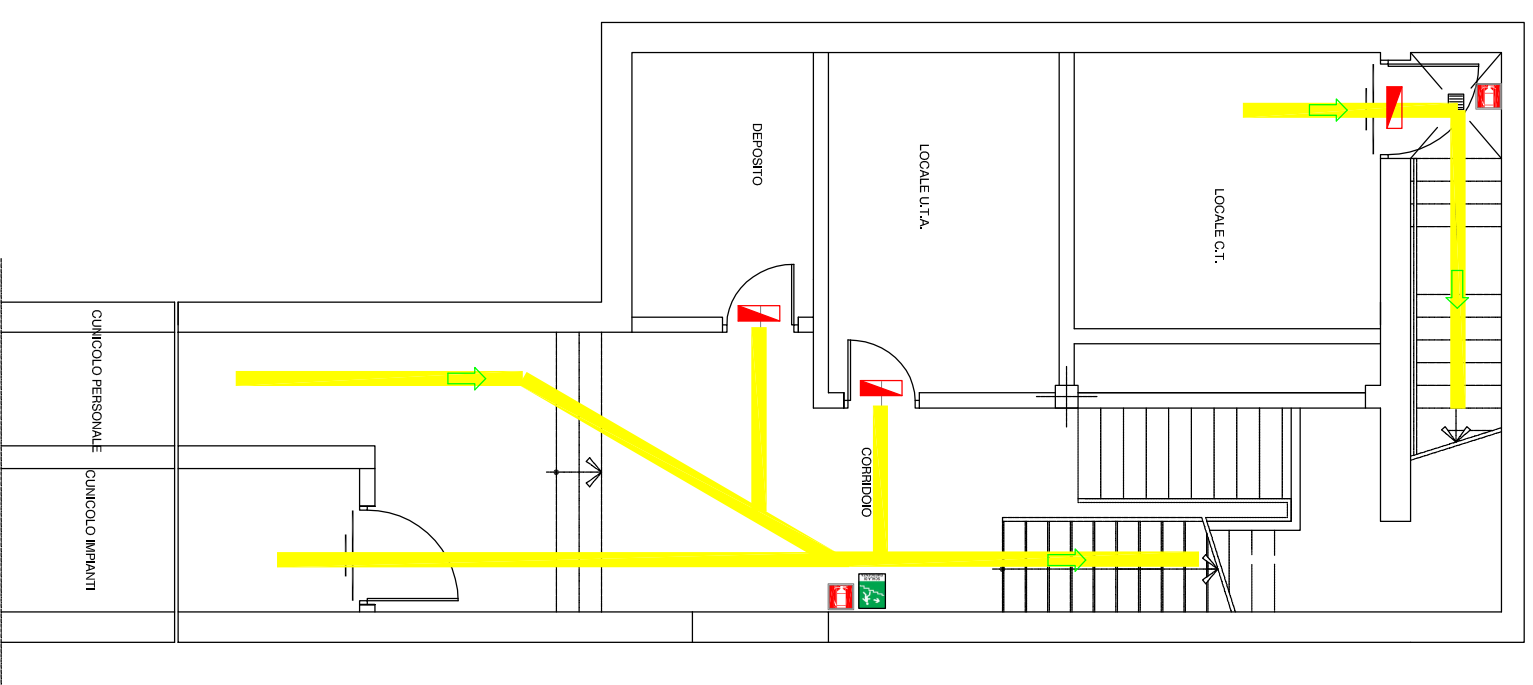 DEPOSITO
LOCALE U.T.A.
LOCALE C.T.
CUNICOLO PERSONALE
CUNICOLO IMPIANTI
CORRIDOIO